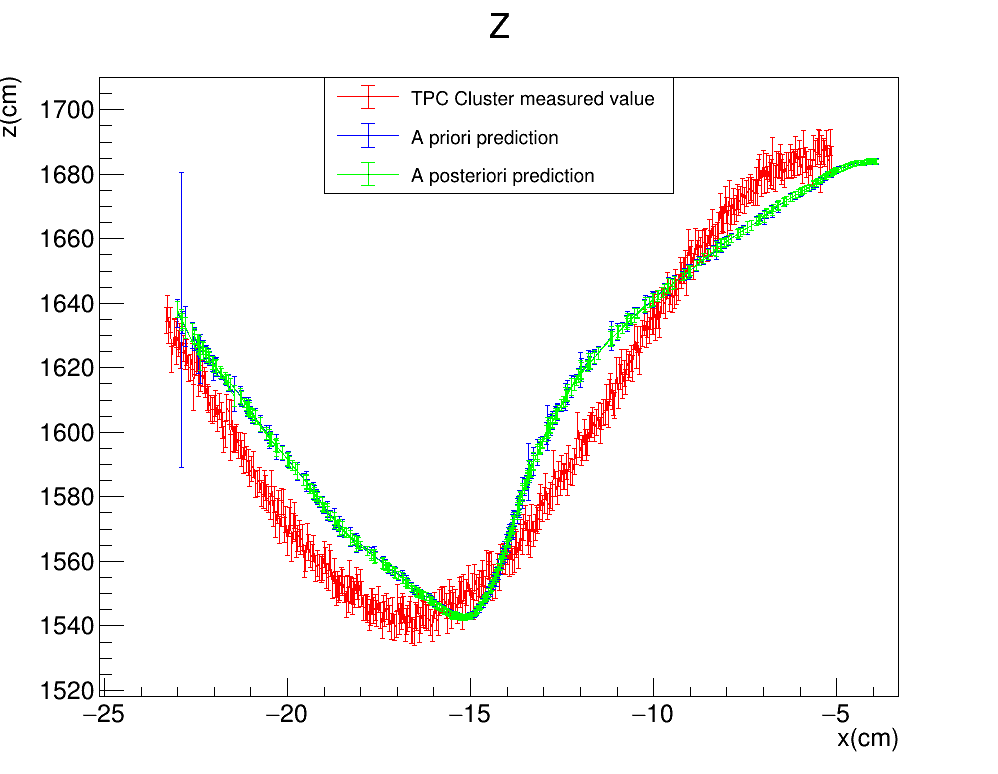 Z
z(cm)
1700
1680
1660
1640
1620
1600
1580
1560
1540
1520
TPC Cluster measured value
A priori prediction
A posteriori prediction
−25
−20
−15
−10
−5
x(cm)